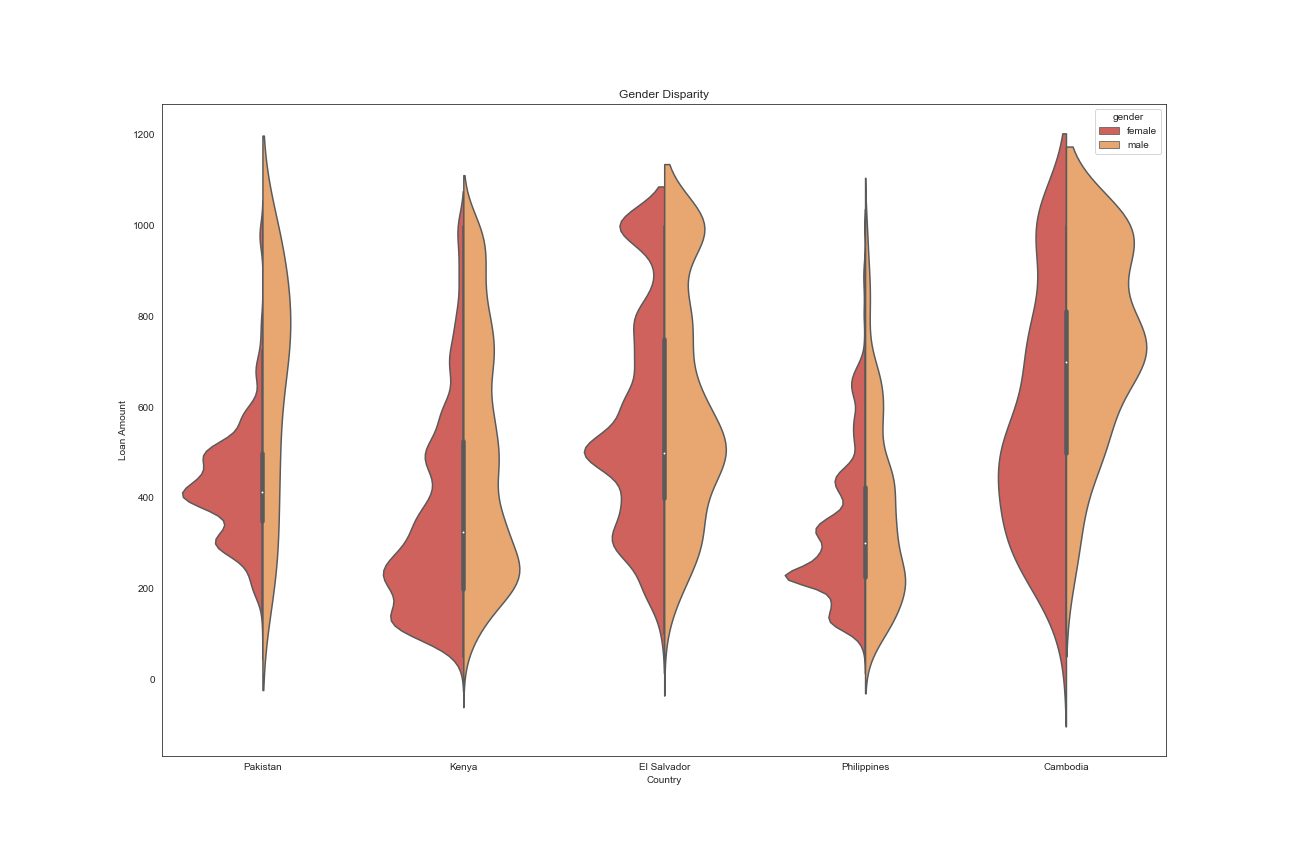 Gender Disparity
gender
female
male
1200
1000
800
600
400
200
0
Loan Amount
Pakistan
Kenya
El Salvador
Philippines
Cambodia
Country